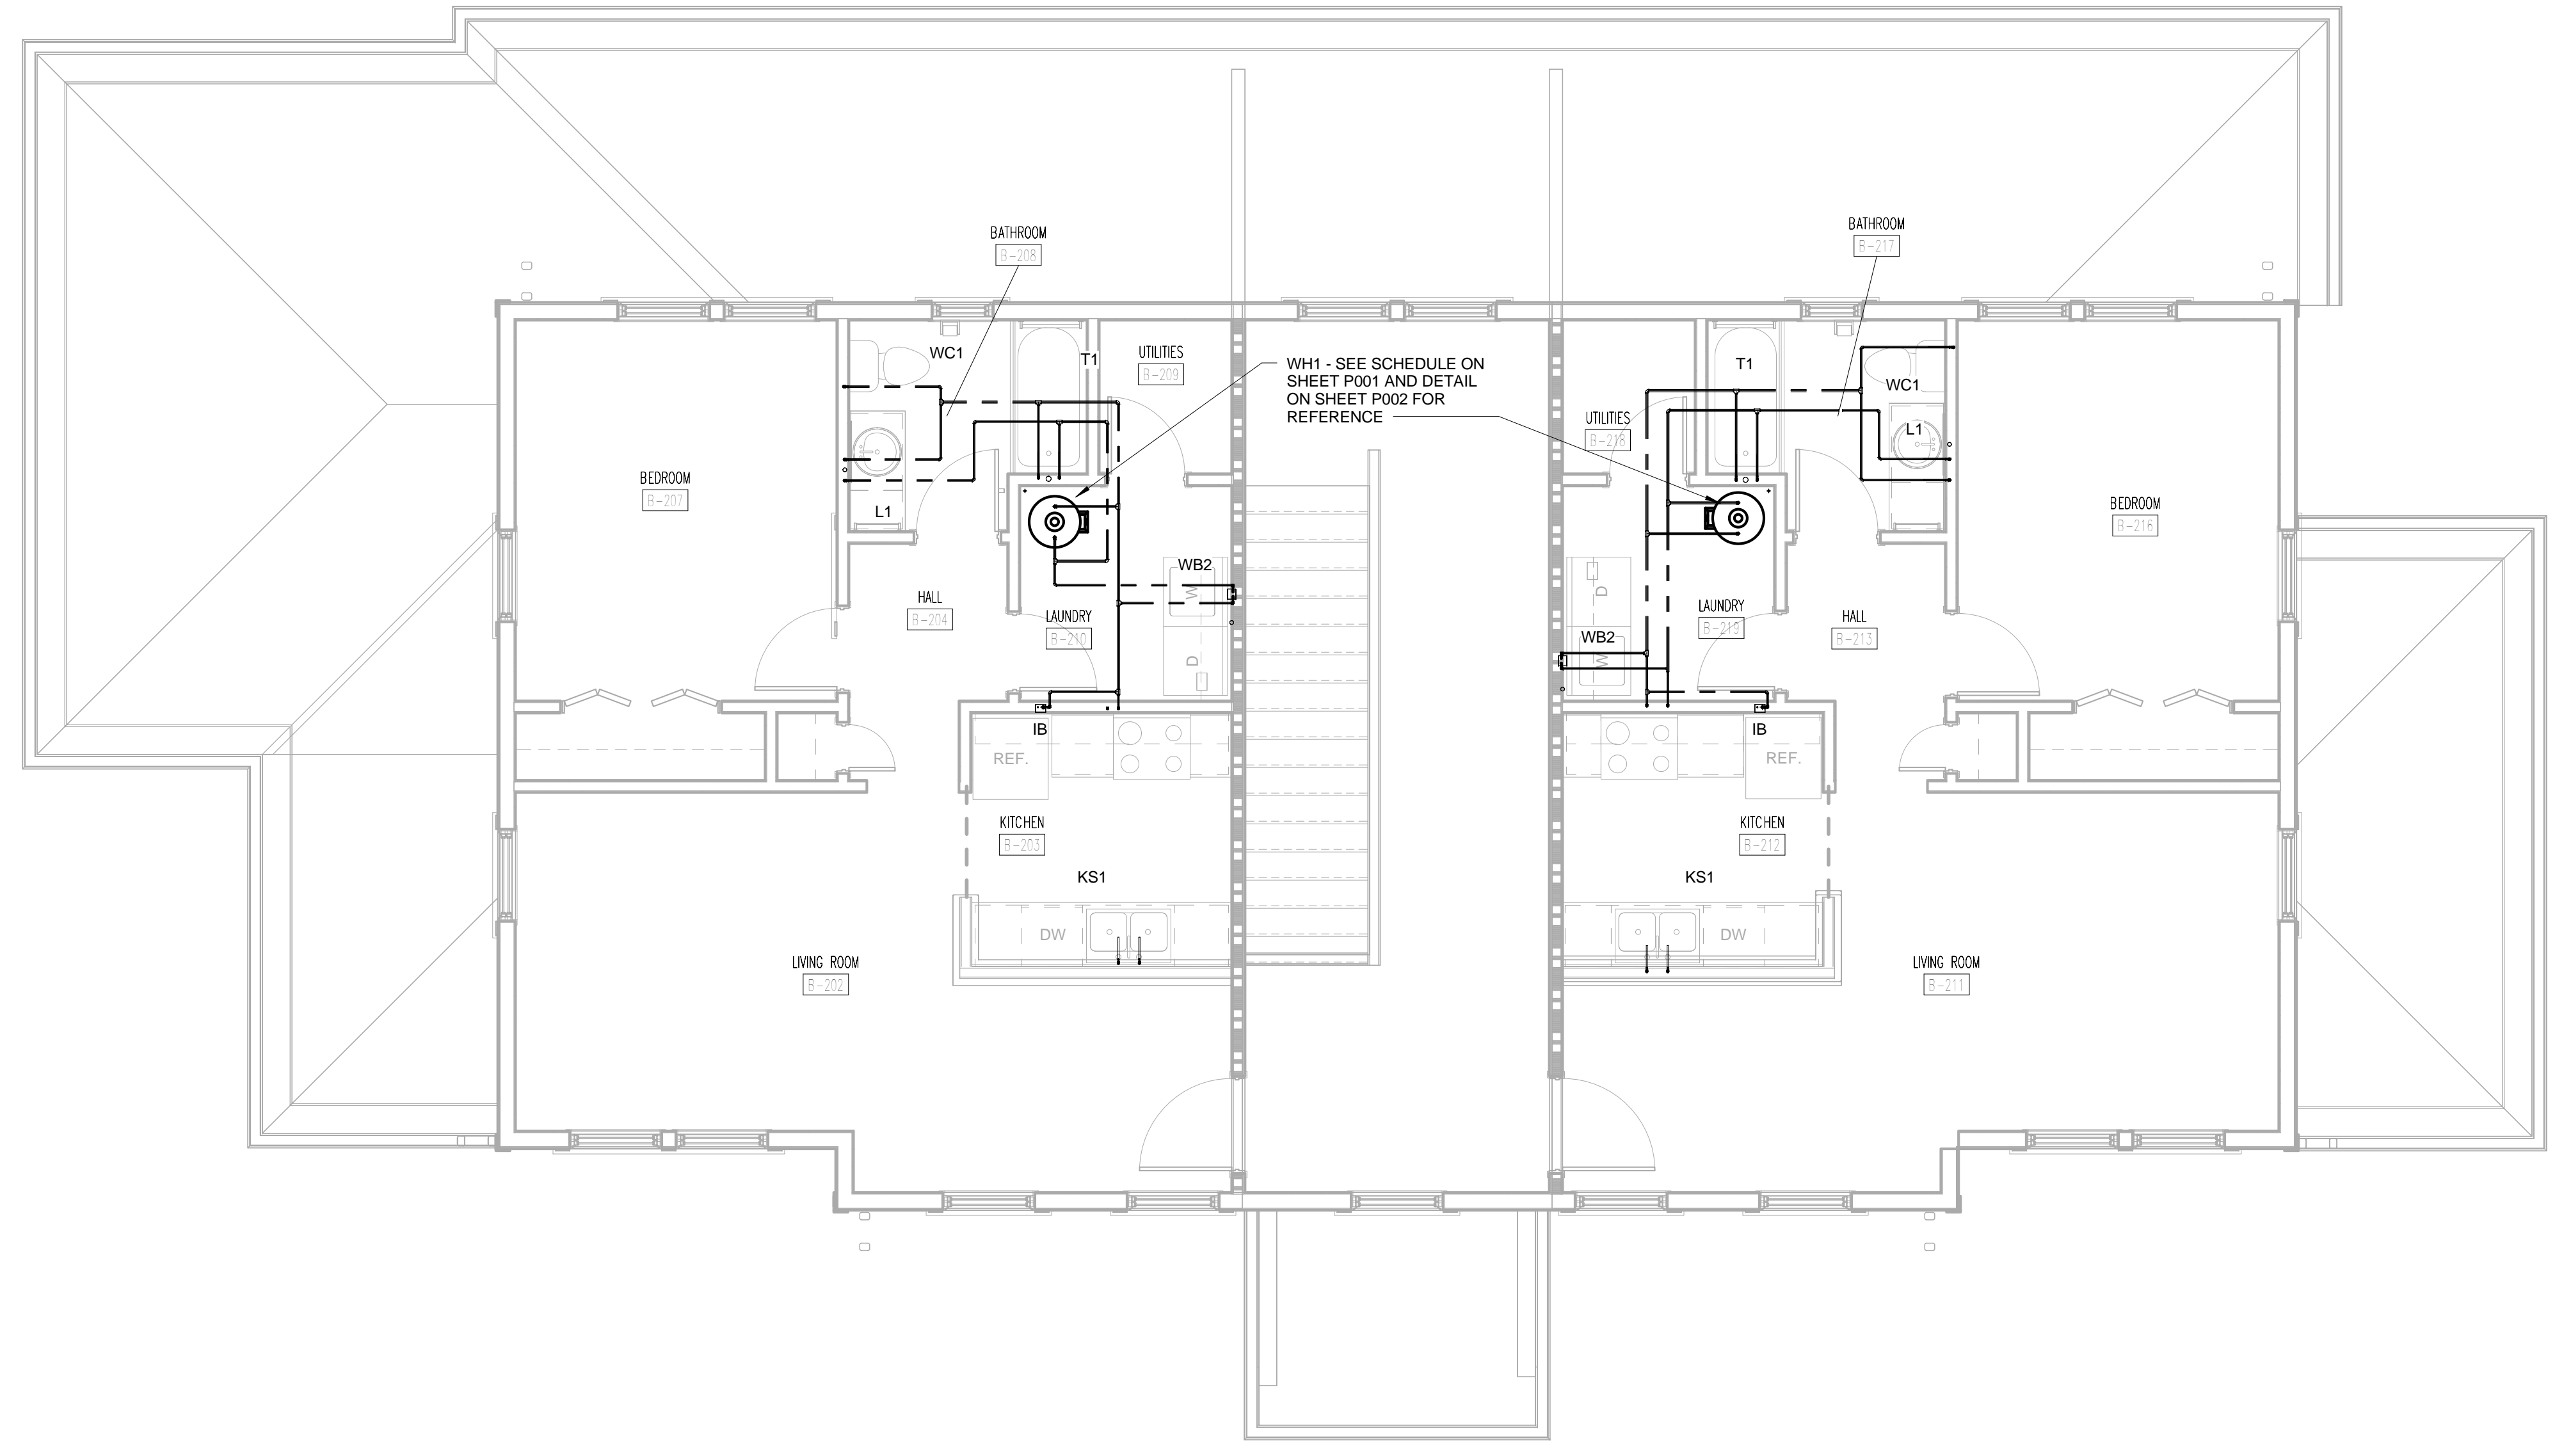 BATHROOM
B-208
BATHROOM
B-217
WC1
T1
UTILITIES
B-209
WH1 - SEE SCHEDULE ON
SHEET P001 AND DETAIL
ON SHEET P002 FOR
REFERENCE
T1
WC1
UTILITIES
B-218
L1
BEDROOM
B-207
L1
BEDROOM
B-216
WB2
W
D
HALL
B-204
LAUNDRY
B-210
D
W
WB2
LAUNDRY
B-219
HALL
B-213
IB
REF.
IB
REF.
KITCHEN
B-203
KITCHEN
B-212
KS1
KS1
DW
DW
LIVING ROOM
B-202
LIVING ROOM
B-211